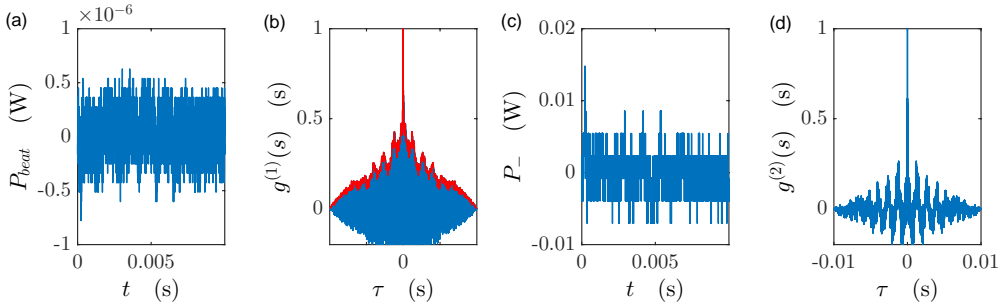 (a)
×10⁻⁶
1
0.5
0
-0.5
-1
P_beat (W)
0
0.005
t (s)
(b)
1
0.5
0
g⁽¹⁾(s) (s)
0
τ (s)
(c)
0.02
0.01
0
-0.01
P₋ (W)
0
0.005
t (s)
(d)
1
0.5
0
g⁽²⁾(s) (s)
-0.01
0
0.01
τ (s)